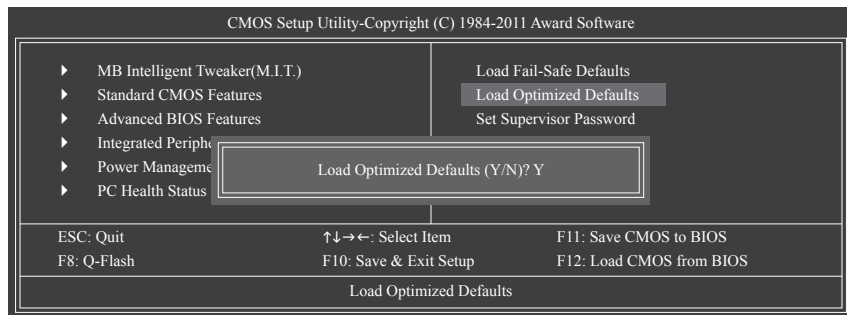 CMOS Setup Utility-Copyright (C) 1984-2011 Award Software
MB Intelligent Tweaker(M.I.T.)
Standard CMOS Features
Advanced BIOS Features
Integrated Periphe
Power Manageme
PC Health Status
Load Fail-Safe Defaults
Load Optimized Defaults
Set Supervisor Password
Load Optimized Defaults (Y/N)? Y
ESC: Quit ↑↓→←: Select Item F11: Save CMOS to BIOS
F8: Q-Flash F10: Save & Exit Setup F12: Load CMOS from BIOS
Load Optimized Defaults